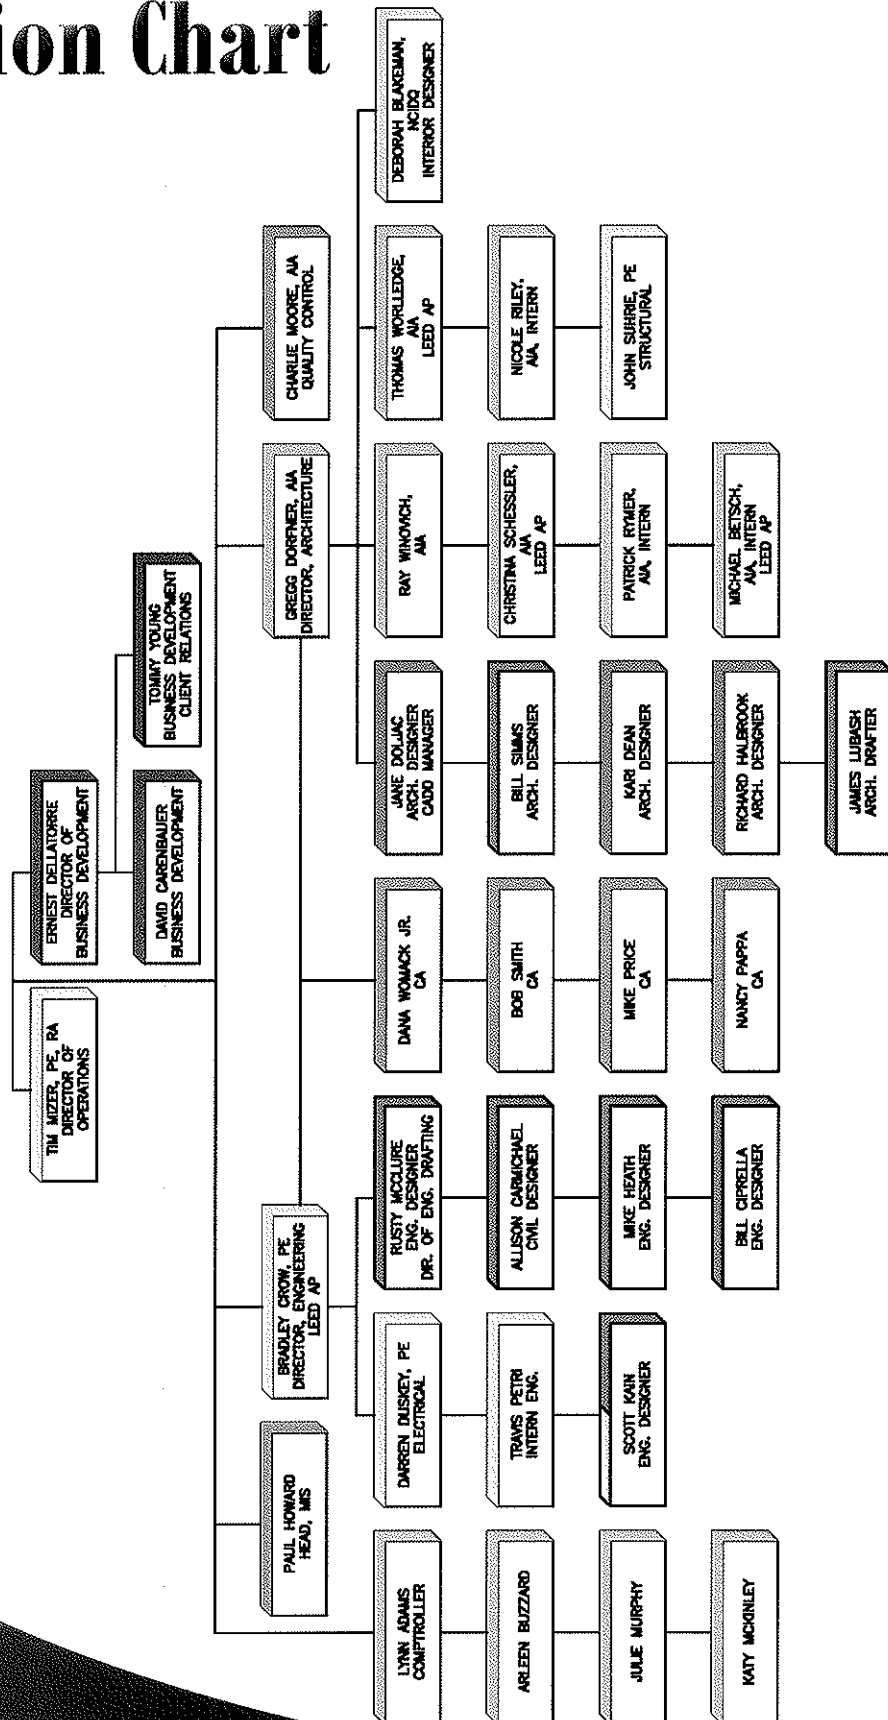 ion Chart
TIM MIZER, PE, RA
DIRECTOR OF
OPERATIONS
ERNEST DELLATORRE
DIRECTOR OF
BUSINESS DEVELOPMENT
DAVID CARENBAUER
BUSINESS DEVELOPMENT
TOMMY YOUNG
BUSINESS DEVELOPMENT
CLIENT RELATIONS
PAUL HOWARD
HEAD, MIS
BRADLEY CROW, PE
DIRECTOR, ENGINEERING
LEED AP
GREGG DORFNER, AIA
DIRECTOR, ARCHITECTURE
CHARLIE MOORE, AIA
QUALITY CONTROL
LYNN ADAMS
COMPTROLLER
ARLEEN BUZZARD
JULIE MURPHY
KATY MCKINLEY
DARREN DUSKEY, PE
ELECTRICAL
TRAVIS PETRI
INTERN ENG.
SCOTT KAIN
ENG. DESIGNER
RUSTY MCCLURE
ENG. DESIGNER
DIR. OF ENG. DRAFTING
ALLISON CARMICHAEL
CIVIL DESIGNER
MIKE HEATH
ENG. DESIGNER
BILL CIPRELLA
ENG. DESIGNER
DANA WOMACK JR.
CA
BOB SMITH
CA
MIKE PRICE
CA
NANCY PAPPA
CA
JANE DOLJAC
ARCH. DESIGNER
CADD MANAGER
BILL SIMMS
ARCH. DESIGNER
KARI DEAN
ARCH. DESIGNER
RICHARD HALBROOK
ARCH. DESIGNER
JAMES LUBASH
ARCH. DRAFTER
RAY WINOVICH,
AIA
CHRISTINA SCHESSLER,
AIA
LEED AP
PATRICK RYMER,
AIA, INTERN
MICHAEL BETSCH,
AIA, INTERN
LEED AP
THOMAS WORLLEDGE,
AIA
LEED AP
NICOLE RILEY,
AIA, INTERN
JOHN SUHRIE, PE
STRUCTURAL
DEBORAH BLAKEMAN,
NCIDQ
INTERIOR DESIGNER